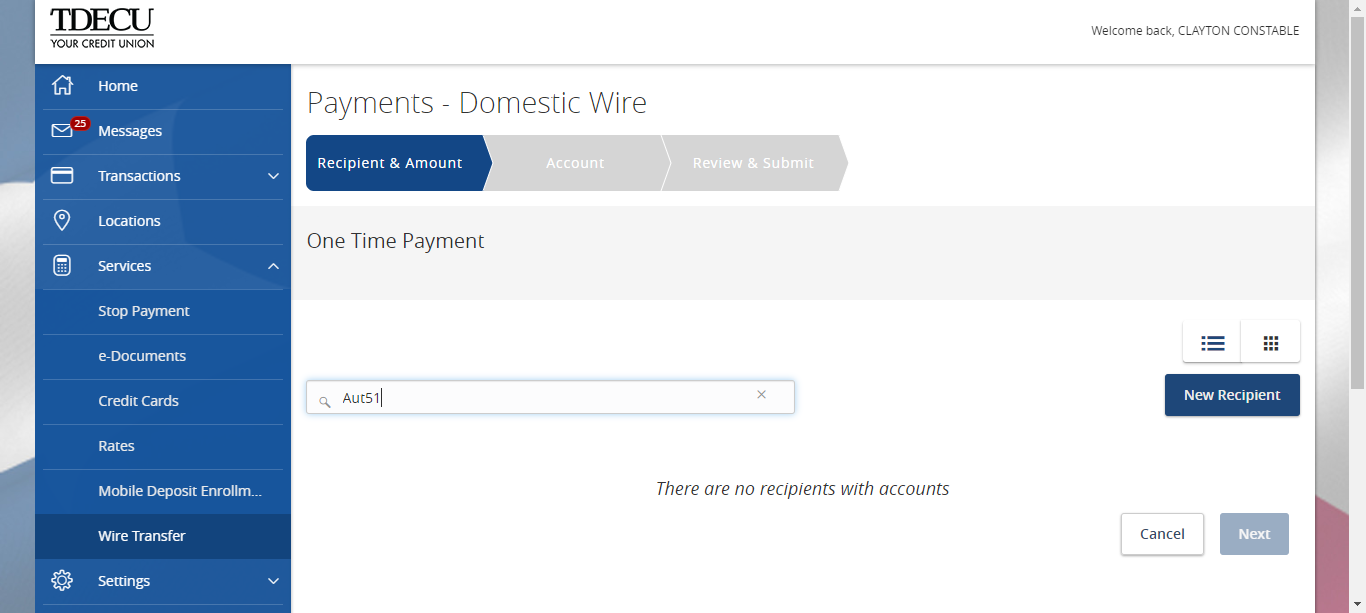 TDECU
YOUR CREDIT UNION
Welcome back, CLAYTON CONSTABLE
Home
25
Messages
Transactions
Locations
Services
Stop Payment
e-Documents
Credit Cards
Rates
Mobile Deposit Enrollm...
Wire Transfer
Settings
Payments - Domestic Wire
Recipient & Amount
Account
Review & Submit
One Time Payment
Aut51
New Recipient
There are no recipients with accounts
Cancel
Next